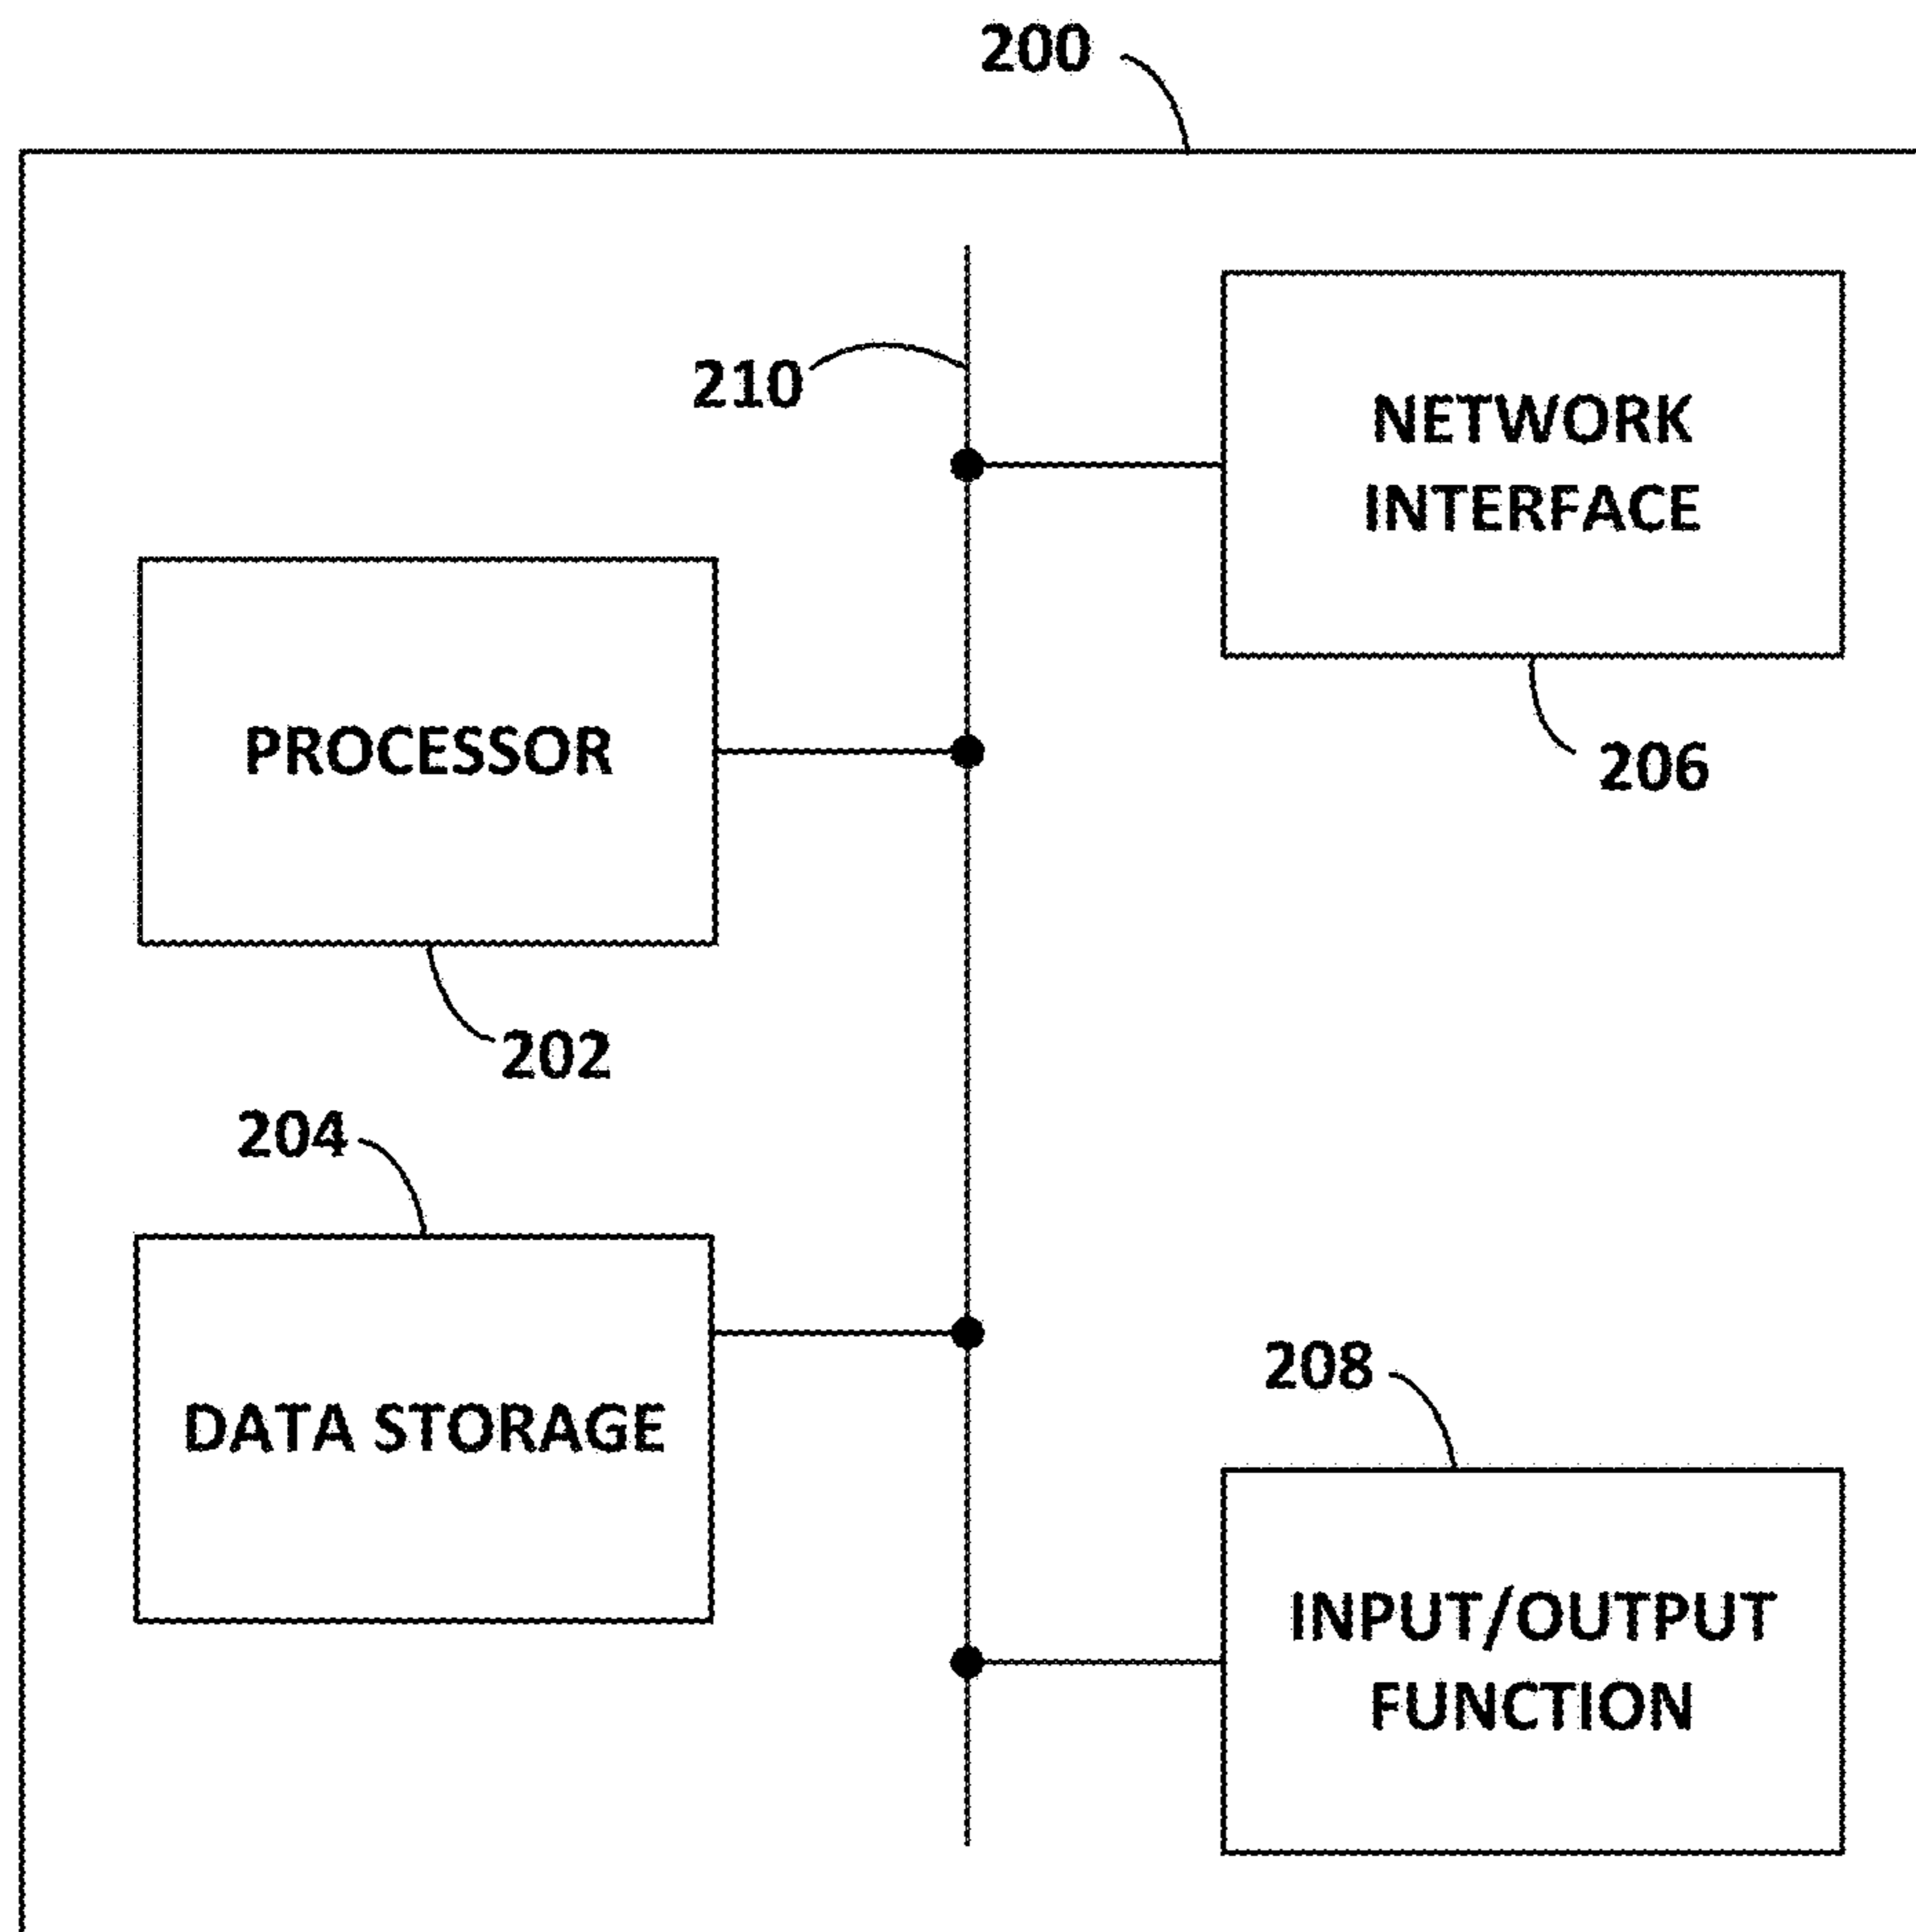 200
210
NETWORK
INTERFACE
206
PROCESSOR
202
204
DATA STORAGE
208
INPUT/OUTPUT
FUNCTION